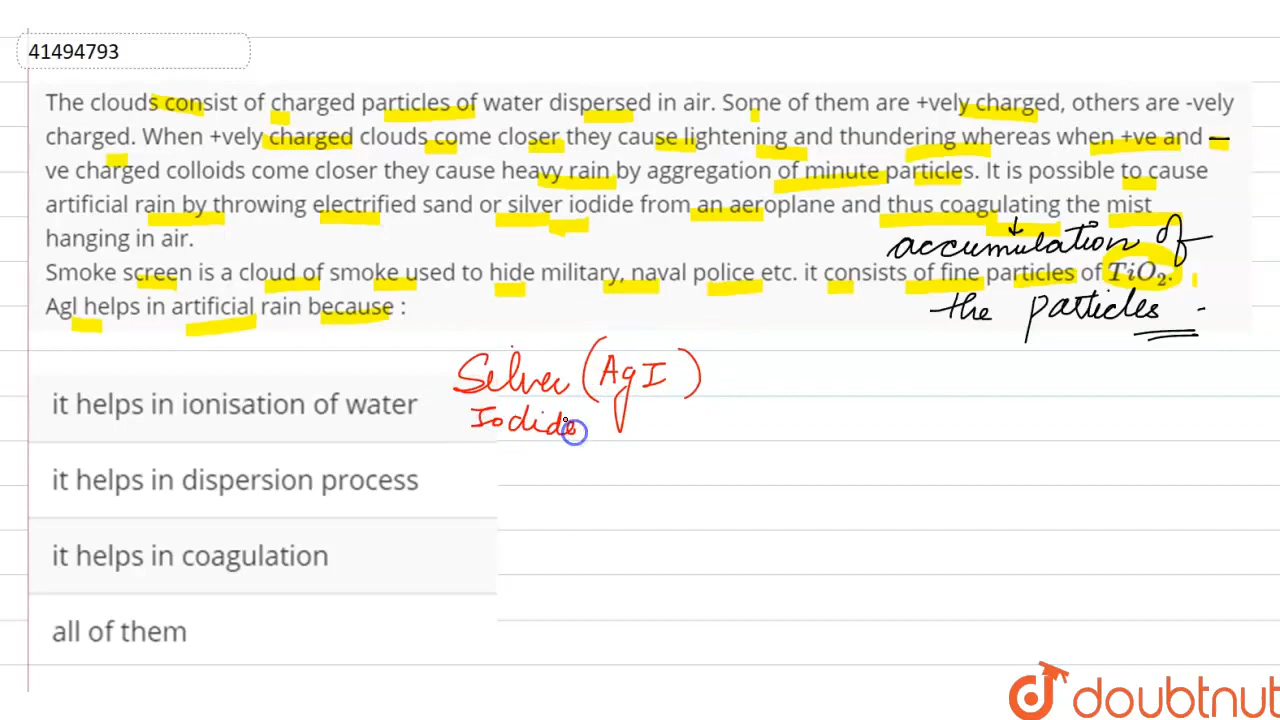 41494793
The clouds consist of charged particles of water dispersed in air. Some of them are +vely charged, others are -vely
charged. When +vely charged clouds come closer they cause lightening and thundering whereas when +ve and –
ve charged colloids come closer they cause heavy rain by aggregation of minute particles. It is possible to cause
artificial rain by throwing electrified sand or silver iodide from an aeroplane and thus coagulating the mist
hanging in air.
accumulation of
Smoke screen is a cloud of smoke used to hide military, naval police etc. it consists of fine particles of TiO₂.
AgI helps in artificial rain because :
the particles -
Silver (AgI)
Iodide
it helps in ionisation of water
it helps in dispersion process
it helps in coagulation
all of them
doubtnut